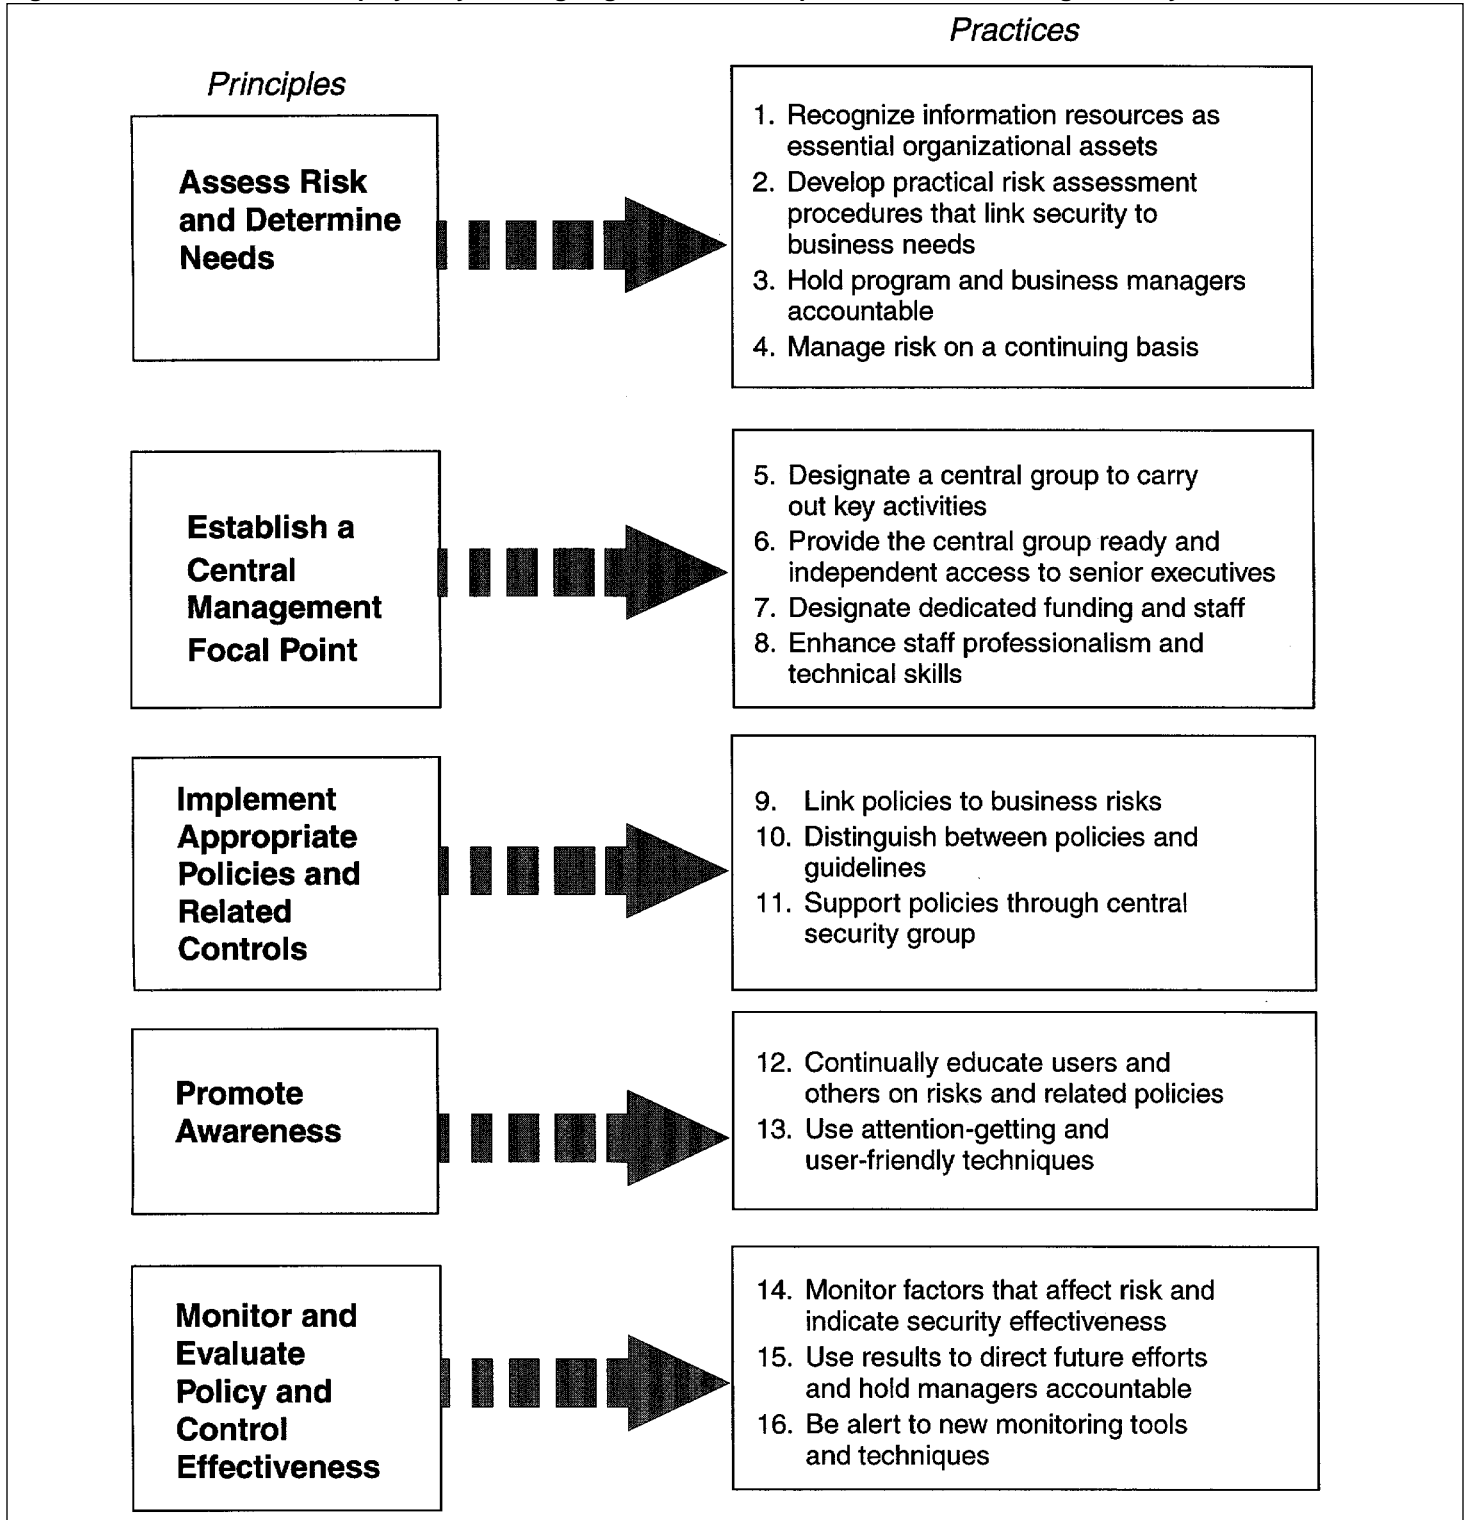 Practices
Principles
Assess Risk
and Determine
Needs
1. Recognize information resources as
essential organizational assets
2. Develop practical risk assessment
procedures that link security to
business needs
3. Hold program and business managers
accountable
4. Manage risk on a continuing basis
Establish a
Central
Management
Focal Point
5. Designate a central group to carry
out key activities
6. Provide the central group ready and
independent access to senior executives
7. Designate dedicated funding and staff
8. Enhance staff professionalism and
technical skills
Implement
Appropriate
Policies and
Related
Controls
9. Link policies to business risks
10. Distinguish between policies and
guidelines
11. Support policies through central
security group
Promote
Awareness
12. Continually educate users and
others on risks and related policies
13. Use attention-getting and
user-friendly techniques
Monitor and
Evaluate
Policy and
Control
Effectiveness
14. Monitor factors that affect risk and
indicate security effectiveness
15. Use results to direct future efforts
and hold managers accountable
16. Be alert to new monitoring tools
and techniques